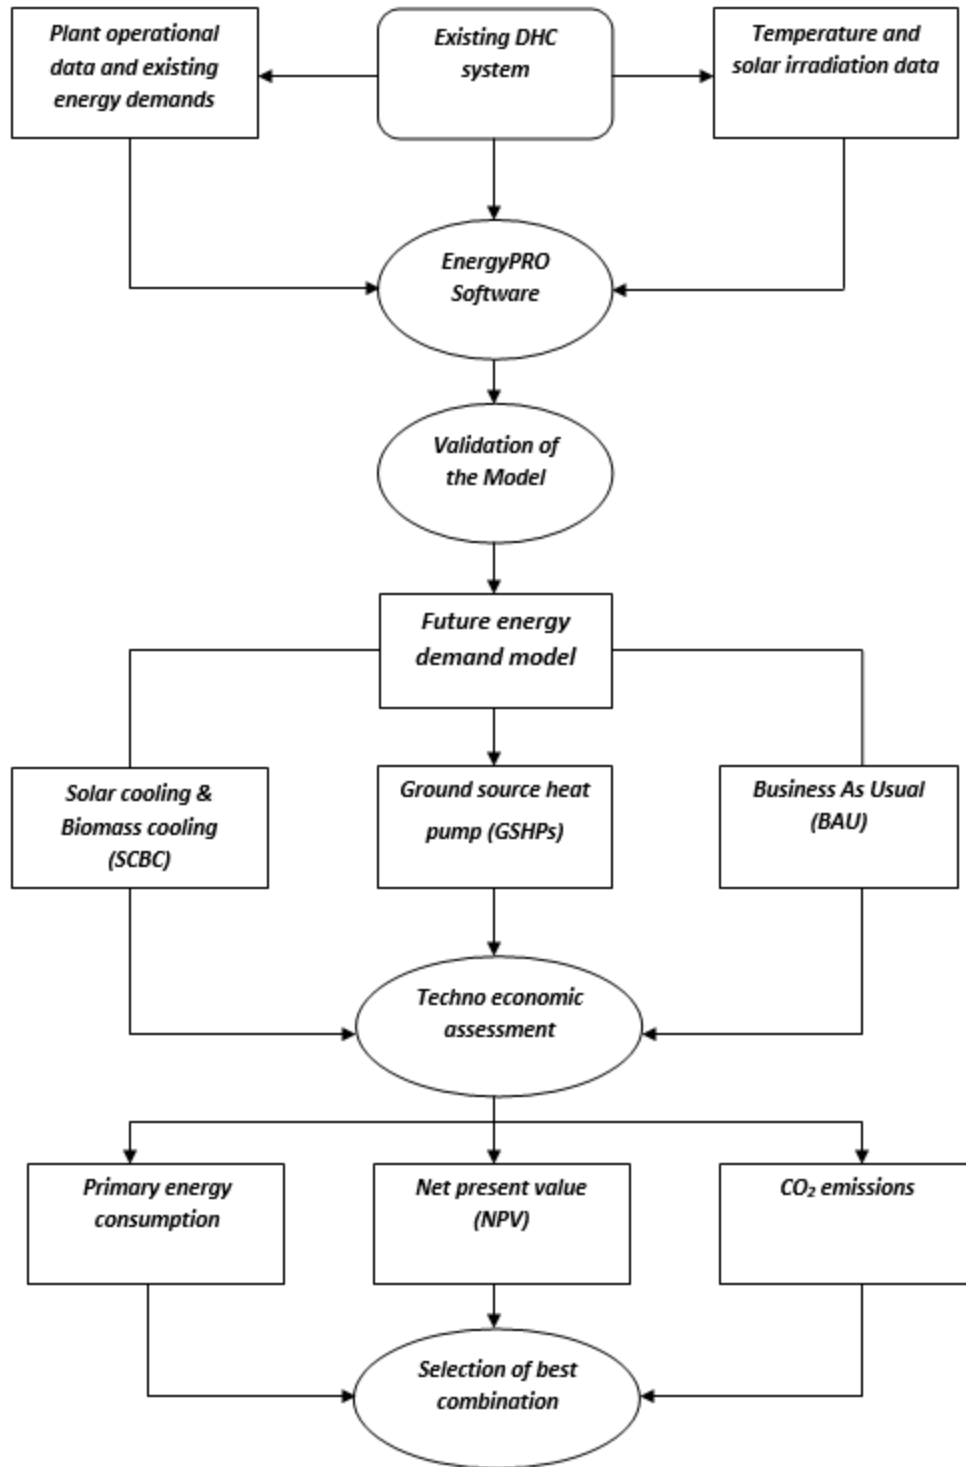 Plant operational
data and existing
energy demands
Existing DHC
system
Temperature and
solar irradiation data
EnergyPRO
Software
Validation of
the Model
Future energy
demand model
Solar cooling &
Biomass cooling
(SCBC)
Ground source heat
pump (GSHPs)
Business As Usual
(BAU)
Techno economic
assessment
Primary energy
consumption
Net present value
(NPV)
CO₂ emissions
Selection of best
combination